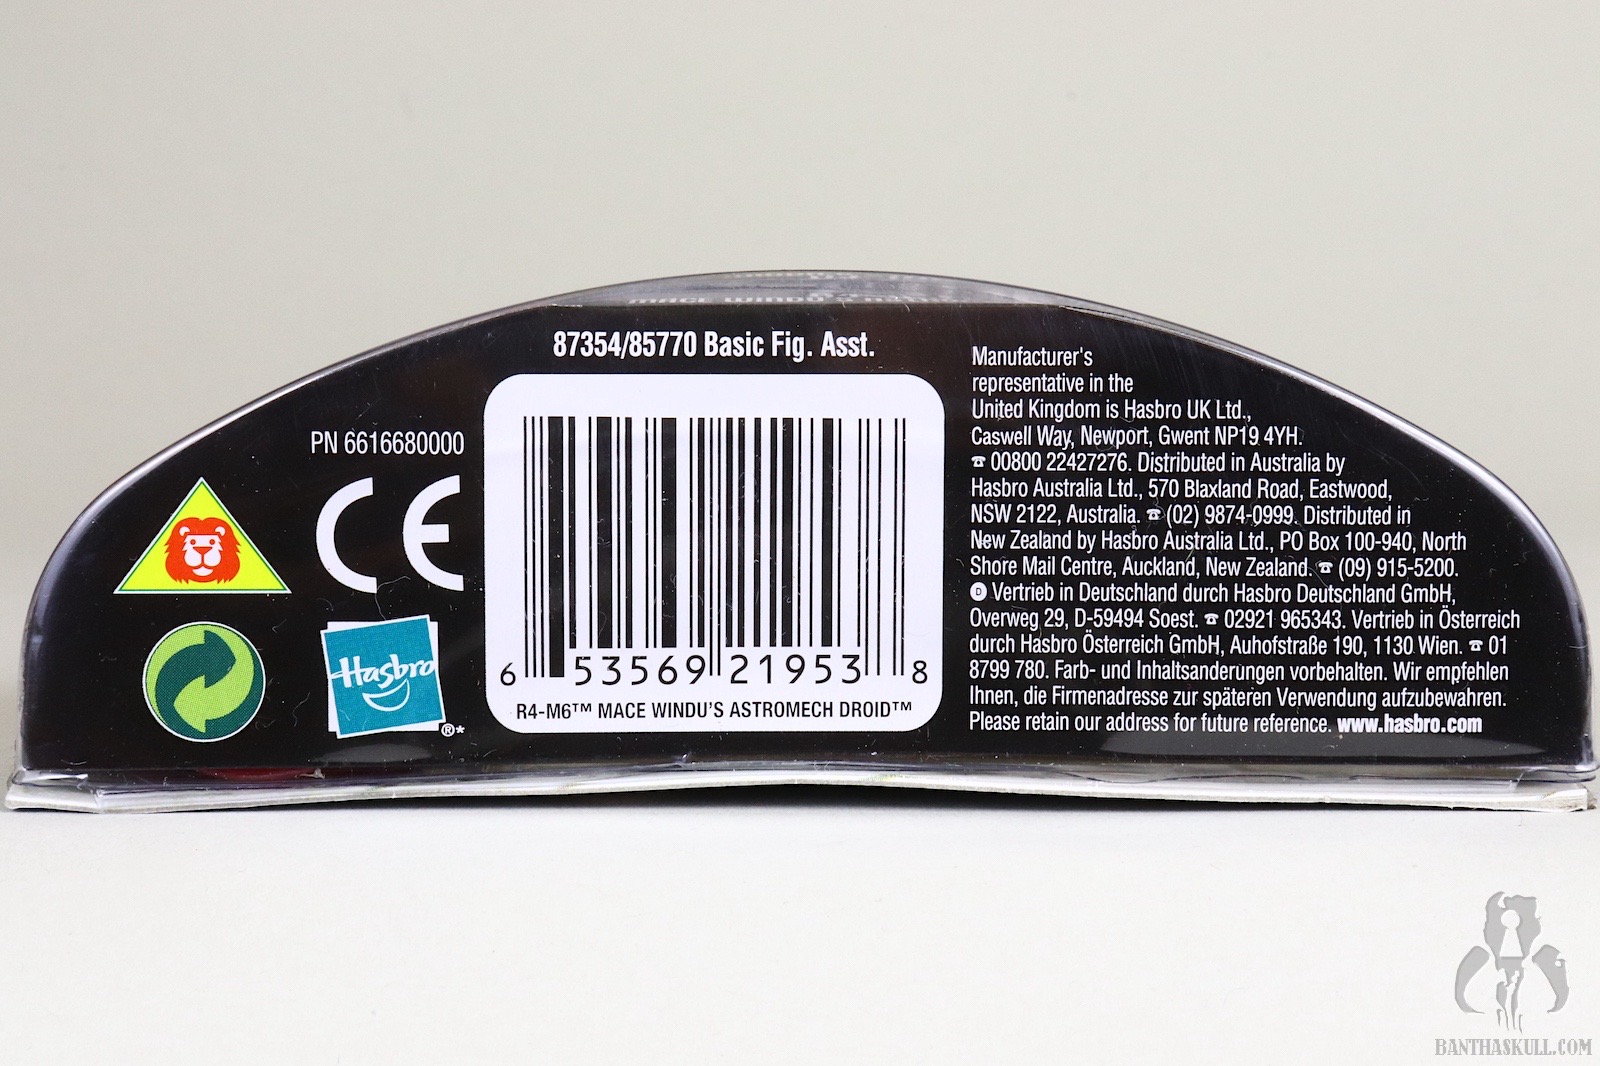 87354/85770 Basic Fig. Asst.
PN 6616680000
CE
Hasbro
®*
6 53569 21953 8
R4-M6™ MACE WINDU'S ASTROMECH DROID™
Manufacturer's
representative in the
United Kingdom is Hasbro UK Ltd.,
Caswell Way, Newport, Gwent NP19 4YH.
☎ 00800 22427276. Distributed in Australia by
Hasbro Australia Ltd., 570 Blaxland Road, Eastwood,
NSW 2122, Australia. ☎ (02) 9874-0999. Distributed in
New Zealand by Hasbro Australia Ltd., PO Box 100-940, North
Shore Mail Centre, Auckland, New Zealand. ☎ (09) 915-5200.
D Vertrieb in Deutschland durch Hasbro Deutschland GmbH,
Overweg 29, D-59494 Soest. ☎ 02921 965343. Vertrieb in Österreich
durch Hasbro Österreich GmbH, Auhofstraße 190, 1130 Wien. ☎ 01
8799 780. Farb- und Inhaltsanderungen vorbehalten. Wir empfehlen
Ihnen, die Firmenadresse zur späteren Verwendung aufzubewahren.
Please retain our address for future reference. www.hasbro.com
BANTHASKULL.COM